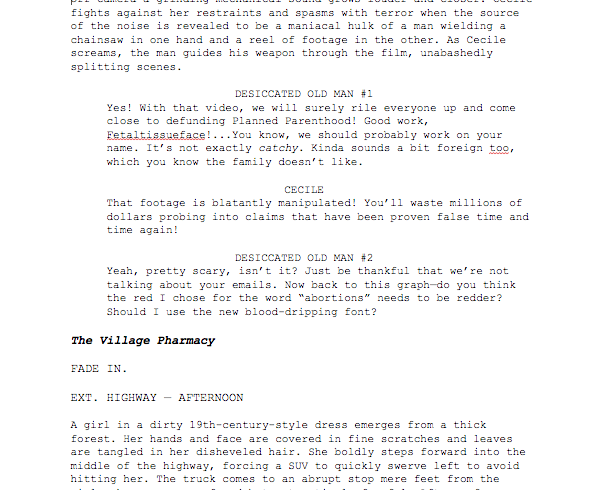 off camera a grinding mechanical sound grows louder and closer. Cecile
fights against her restraints and spasms with terror when the source
of the noise is revealed to be a maniacal hulk of a man wielding a
chainsaw in one hand and a reel of footage in the other. As Cecile
screams, the man guides his weapon through the film, unabashedly
splitting scenes.
DESICCATED OLD MAN #1
Yes! With that video, we will surely rile everyone up and come
close to defunding Planned Parenthood! Good work,
Fetaltissueface!...You know, we should probably work on your
name. It’s not exactly catchy. Kinda sounds a bit foreign too,
which you know the family doesn’t like.
CECILE
That footage is blatantly manipulated! You’ll waste millions of
dollars probing into claims that have been proven false time and
time again!
DESICCATED OLD MAN #2
Yeah, pretty scary, isn’t it? Just be thankful that we’re not
talking about your emails. Now back to this graph—do you think
the red I chose for the word “abortions” needs to be redder?
Should I use the new blood-dripping font?
The Village Pharmacy
FADE IN.
EXT. HIGHWAY — AFTERNOON
A girl in a dirty 19th-century-style dress emerges from a thick
forest. Her hands and face are covered in fine scratches and leaves
are tangled in her disheveled hair. She boldly steps forward into the
middle of the highway, forcing a SUV to quickly swerve left to avoid
hitting her. The truck comes to an abrupt stop mere feet from the